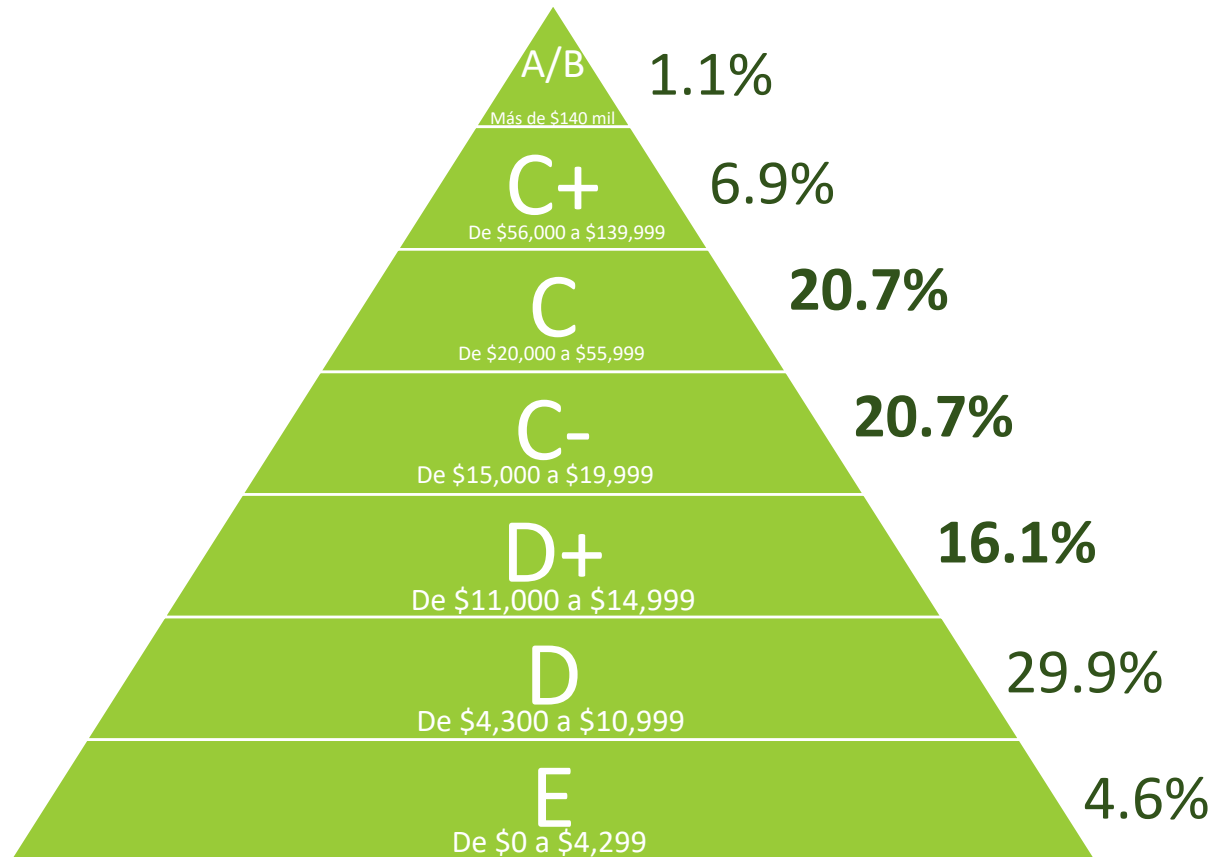 A/B
1.1%
Más de $140 mil
C+
6.9%
De $56,000 a $139,999
C
20.7%
De $20,000 a $55,999
C-
20.7%
De $15,000 a $19,999
D+
16.1%
De $11,000 a $14,999
D
29.9%
De $4,300 a $10,999
E
4.6%
De $0 a $4,299